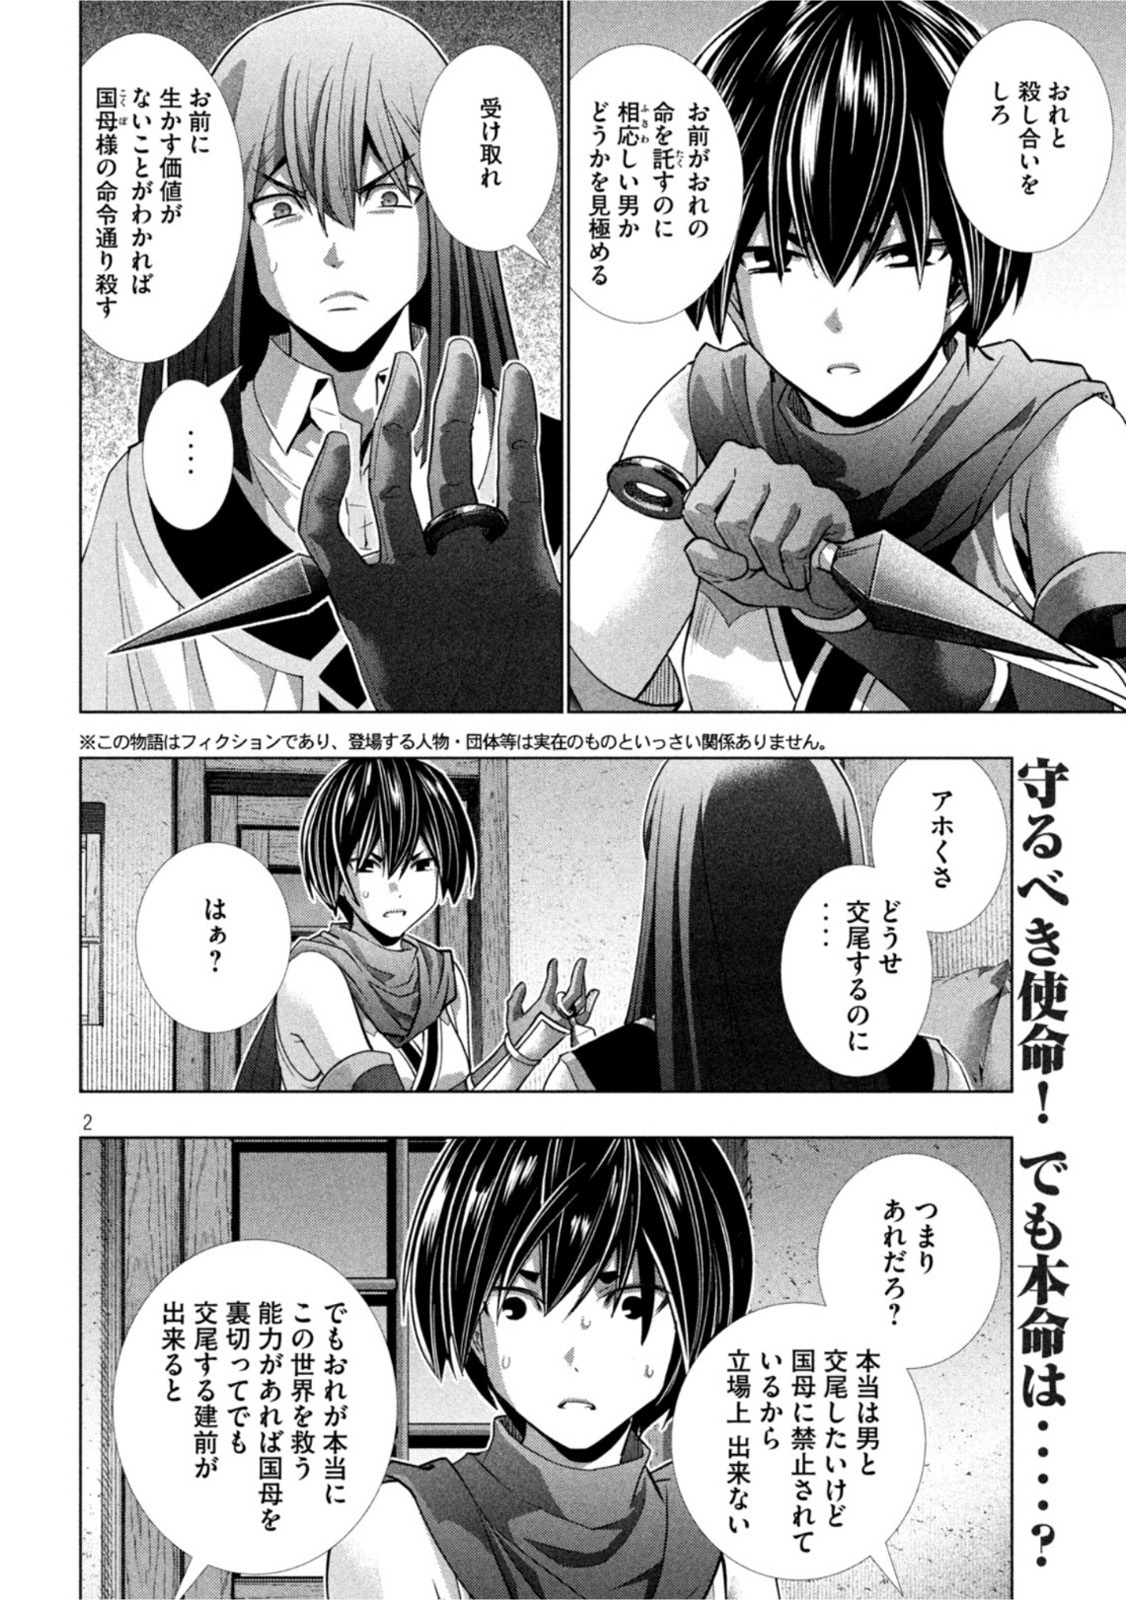 おれと
殺し合いを
しろ
お前がおれの
命を託すのに
たく
相応しい男か
ふさわ
どうかを見極める
受け取れ
お前に
生かす価値が
ないことがわかれば
国母様の命令通り殺す
こくぼ
・・・・
※この物語はフィクションであり、登場する人物・団体等は実在のものといっさい関係ありません。
守るべき使命！でも本命は・・・・・？
アホくさ
どうせ
交尾するのに
・・・・
はぁ？
2
つまり
あれだろ？
本当は男と
交尾したいけど
国母に禁止されて
いるから
立場上 出来ない
でもおれが本当に
この世界を救う
能力があれば国母を
裏切ってでも
交尾する建前が
出来ると